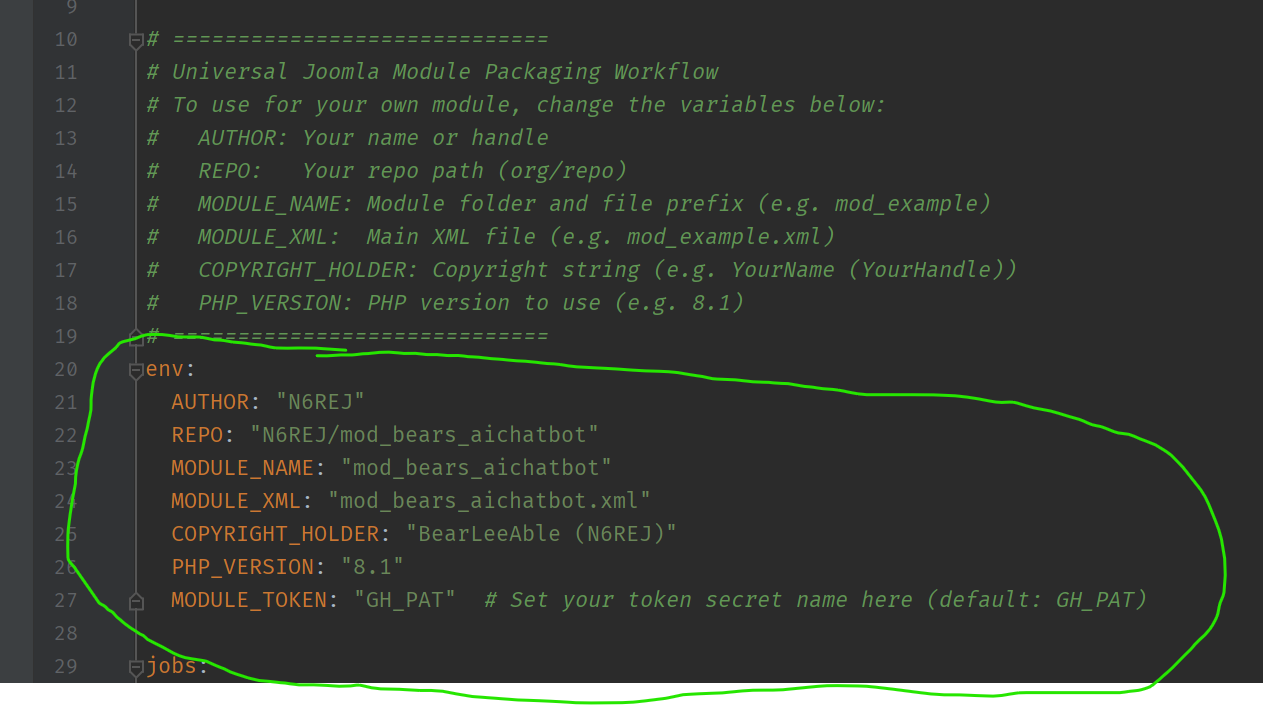 9
10 # =============================
11 # Universal Joomla Module Packaging Workflow
12 # To use for your own module, change the variables below:
13 #   AUTHOR: Your name or handle
14 #   REPO:   Your repo path (org/repo)
15 #   MODULE_NAME: Module folder and file prefix (e.g. mod_example)
16 #   MODULE_XML:  Main XML file (e.g. mod_example.xml)
17 #   COPYRIGHT_HOLDER: Copyright string (e.g. YourName (YourHandle))
18 #   PHP_VERSION: PHP version to use (e.g. 8.1)
19 # =============================
20 env:
21   AUTHOR: "N6REJ"
22   REPO: "N6REJ/mod_bears_aichatbot"
23   MODULE_NAME: "mod_bears_aichatbot"
24   MODULE_XML: "mod_bears_aichatbot.xml"
25   COPYRIGHT_HOLDER: "BearLeeAble (N6REJ)"
26   PHP_VERSION: "8.1"
27   MODULE_TOKEN: "GH_PAT"  # Set your token secret name here (default: GH_PAT)
28
29 jobs: